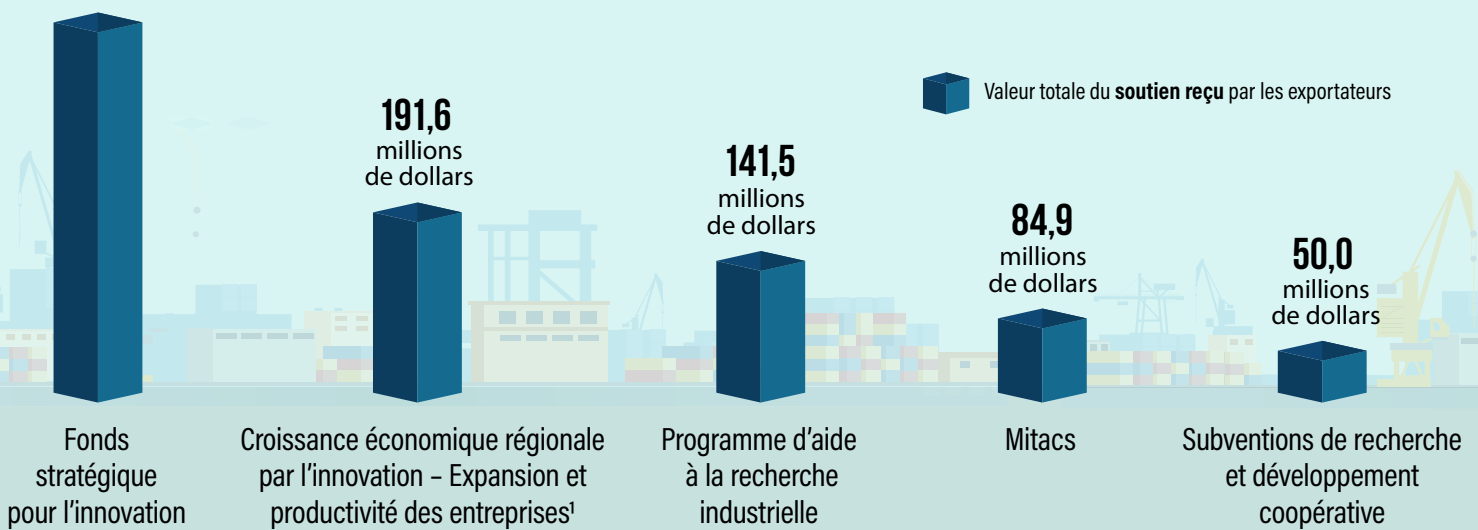 Valeur totale du soutien reçu par les exportateurs
191,6
millions
de dollars
141,5
millions
de dollars
84,9
millions
de dollars
50,0
millions
de dollars
Fonds
stratégique
pour l'innovation
Croissance économique régionale
par l'innovation – Expansion et
productivité des entreprises¹
Programme d'aide
à la recherche
industrielle
Mitacs
Subventions de recherche
et développement
coopérative